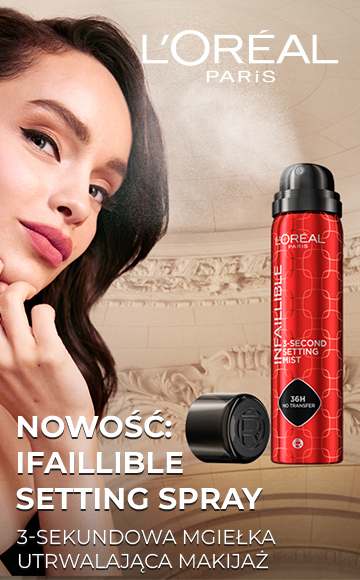 L'ORÉAL
PARIS
L'ORÉAL
PARIS
INFAILLIBLE
3-SECOND
SETTING
MIST
36H
NO TRANSFER
NOWOŚĆ:
IFAILLIBLE
SETTING SPRAY
3-SEKUNDOWA MGIEŁKA
UTRWALAJĄCA MAKIJAŻ